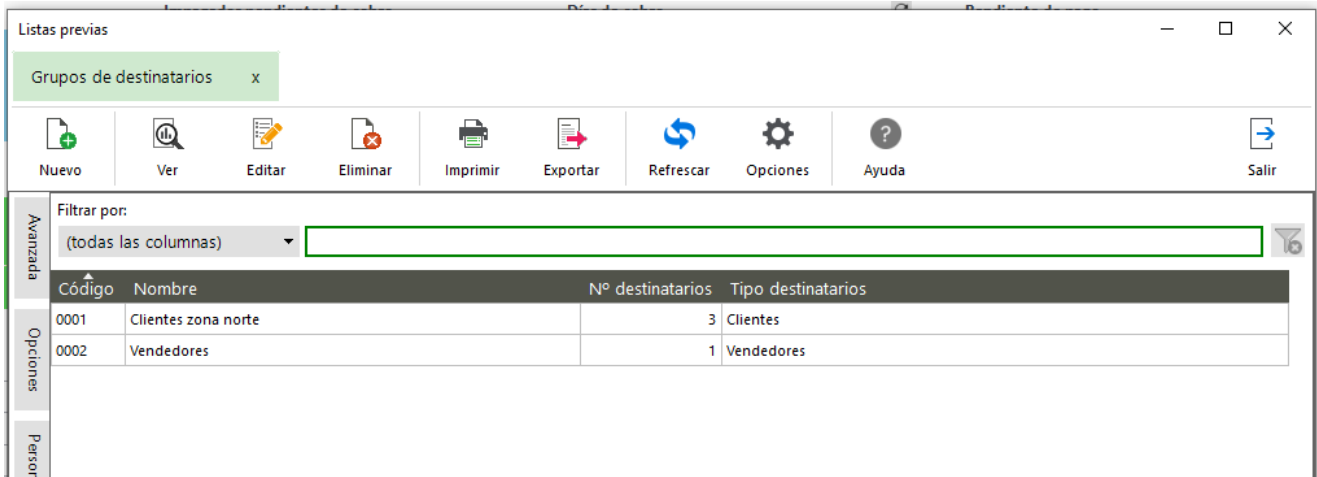 Listas previas
Grupos de destinatarios x
Nuevo Ver Editar Eliminar Imprimir Exportar Refrescar Opciones Ayuda Salir
Avanzada
Opciones
Filtrar por:
(todas las columnas)
Código Nombre Nº destinatarios Tipo destinatarios
0001 Clientes zona norte 3 Clientes
0002 Vendedores 1 Vendedores